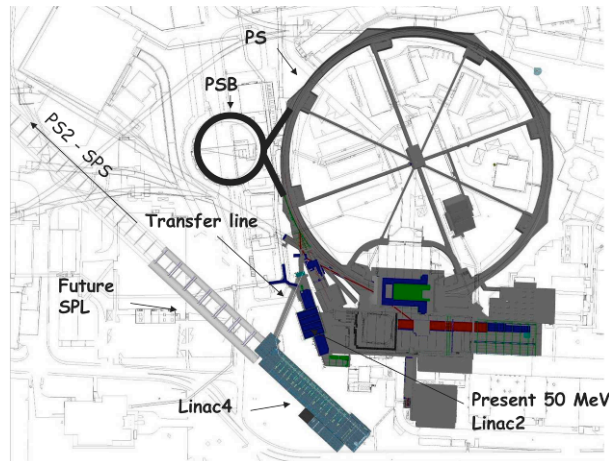 PS
PSB
PS2 - SPS
Transfer line
Future
SPL
Linac4
Present 50 MeV
Linac2